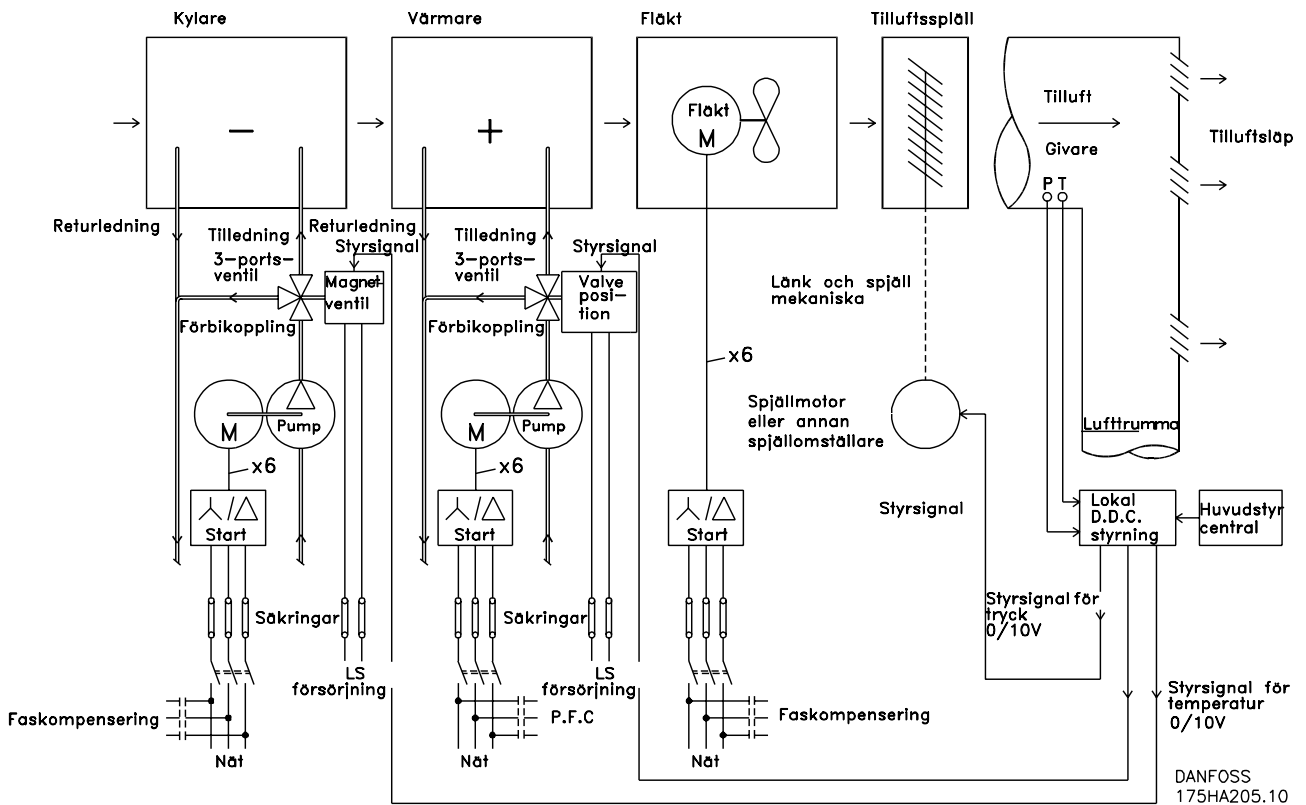 Kylare
Värmare
Fläkt
Tilluftsspjäll
−
+
Fläkt
M
Tilluft
Givare
P T
Tilluftsläp
Returledning
Tilledning
3-ports-
ventil
Returledning
Styrsignal
Magnet-
ventil
Förbikoppling
Tilledning
3-ports-
ventil
Styrsignal
Valve
posi-
tion
Förbikoppling
Länk och spjäll
mekaniska
x6
Spjällmotor
eller annan
spjällomställare
Lufttrumma
M
Pump
x6
Start
M
Pump
x6
Start
Start
Styrsignal
Lokal
D.D.C.
styrning
Huvudstyr
central
Säkringar
Säkringar
Styrsignal för
tryck
0/10V
LS
försörjning
LS
försörjning
Styrsignal för
temperatur
0/10V
Faskompensering
P.F.C
Faskompensering
Nät
Nät
Nät
DANFOSS
175HA205.10